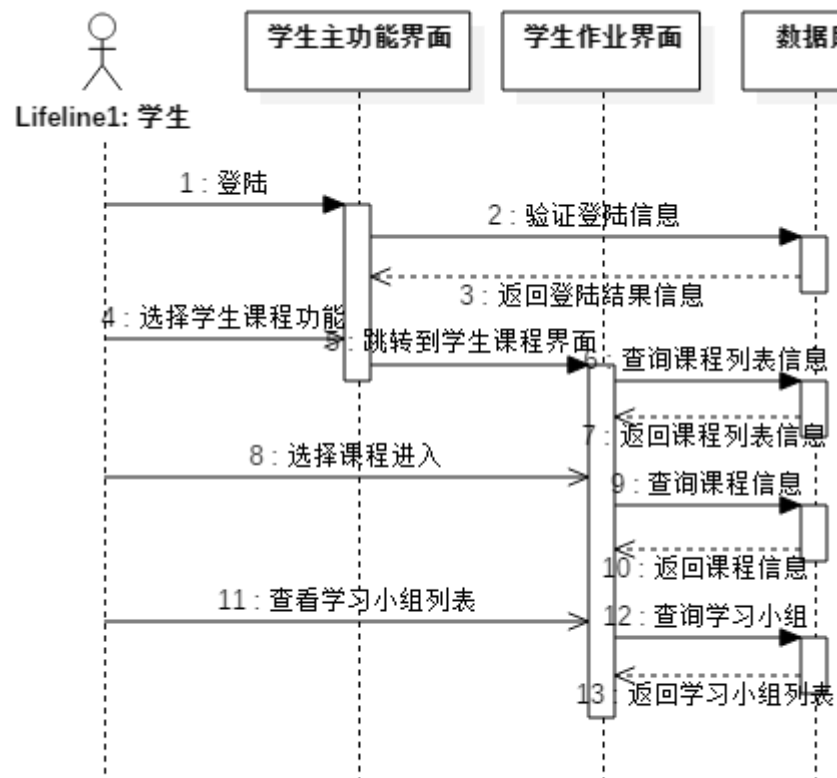 学生主功能界面
学生作业界面
数据库
Lifeline1: 学生
1 : 登陆
2 : 验证登陆信息
3 : 返回登陆结果信息
4 : 选择学生课程功能
5 : 跳转到学生课程界面
6 : 查询课程列表信息
7 : 返回课程列表信息
8 : 选择课程进入
9 : 查询课程信息
10 : 返回课程信息
11 : 查看学习小组列表
12 : 查询学习小组
13 : 返回学习小组列表